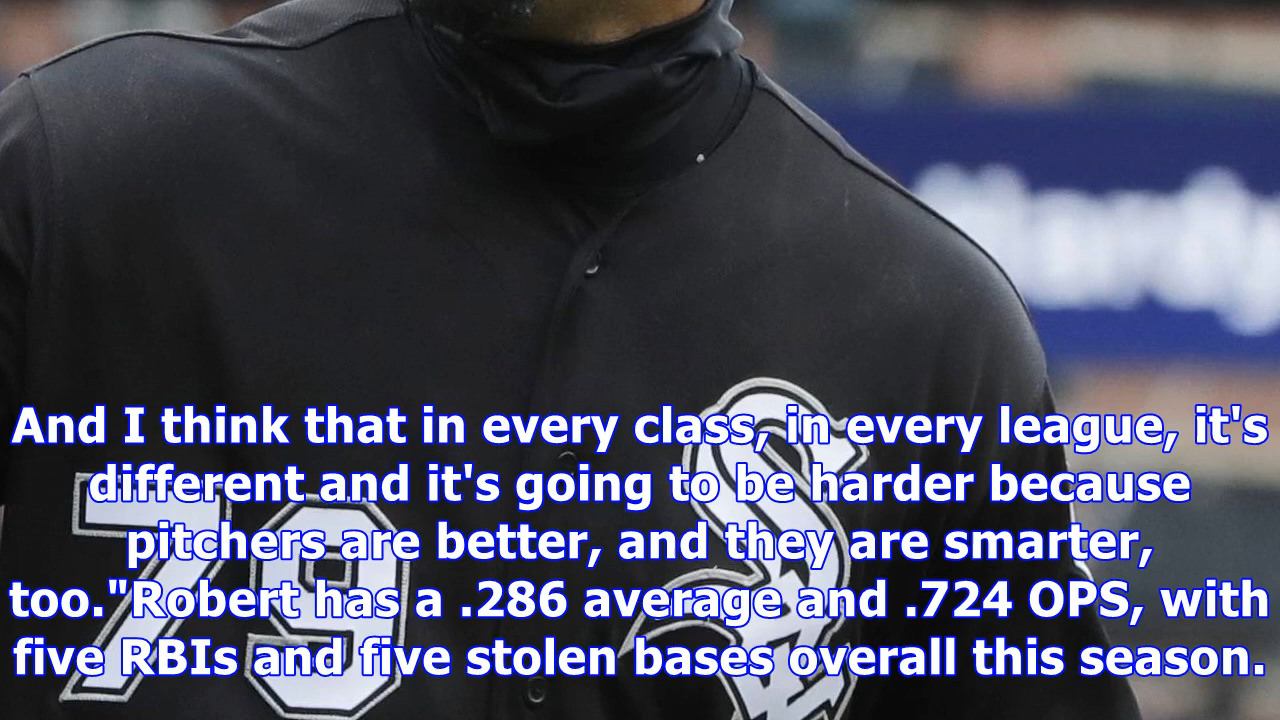 And I think that in every class, in every league, it's
different and it's going to be harder because
pitchers are better, and they are smarter,
too."Robert has a .286 average and .724 OPS, with
five RBIs and five stolen bases overall this season.
79
Sox